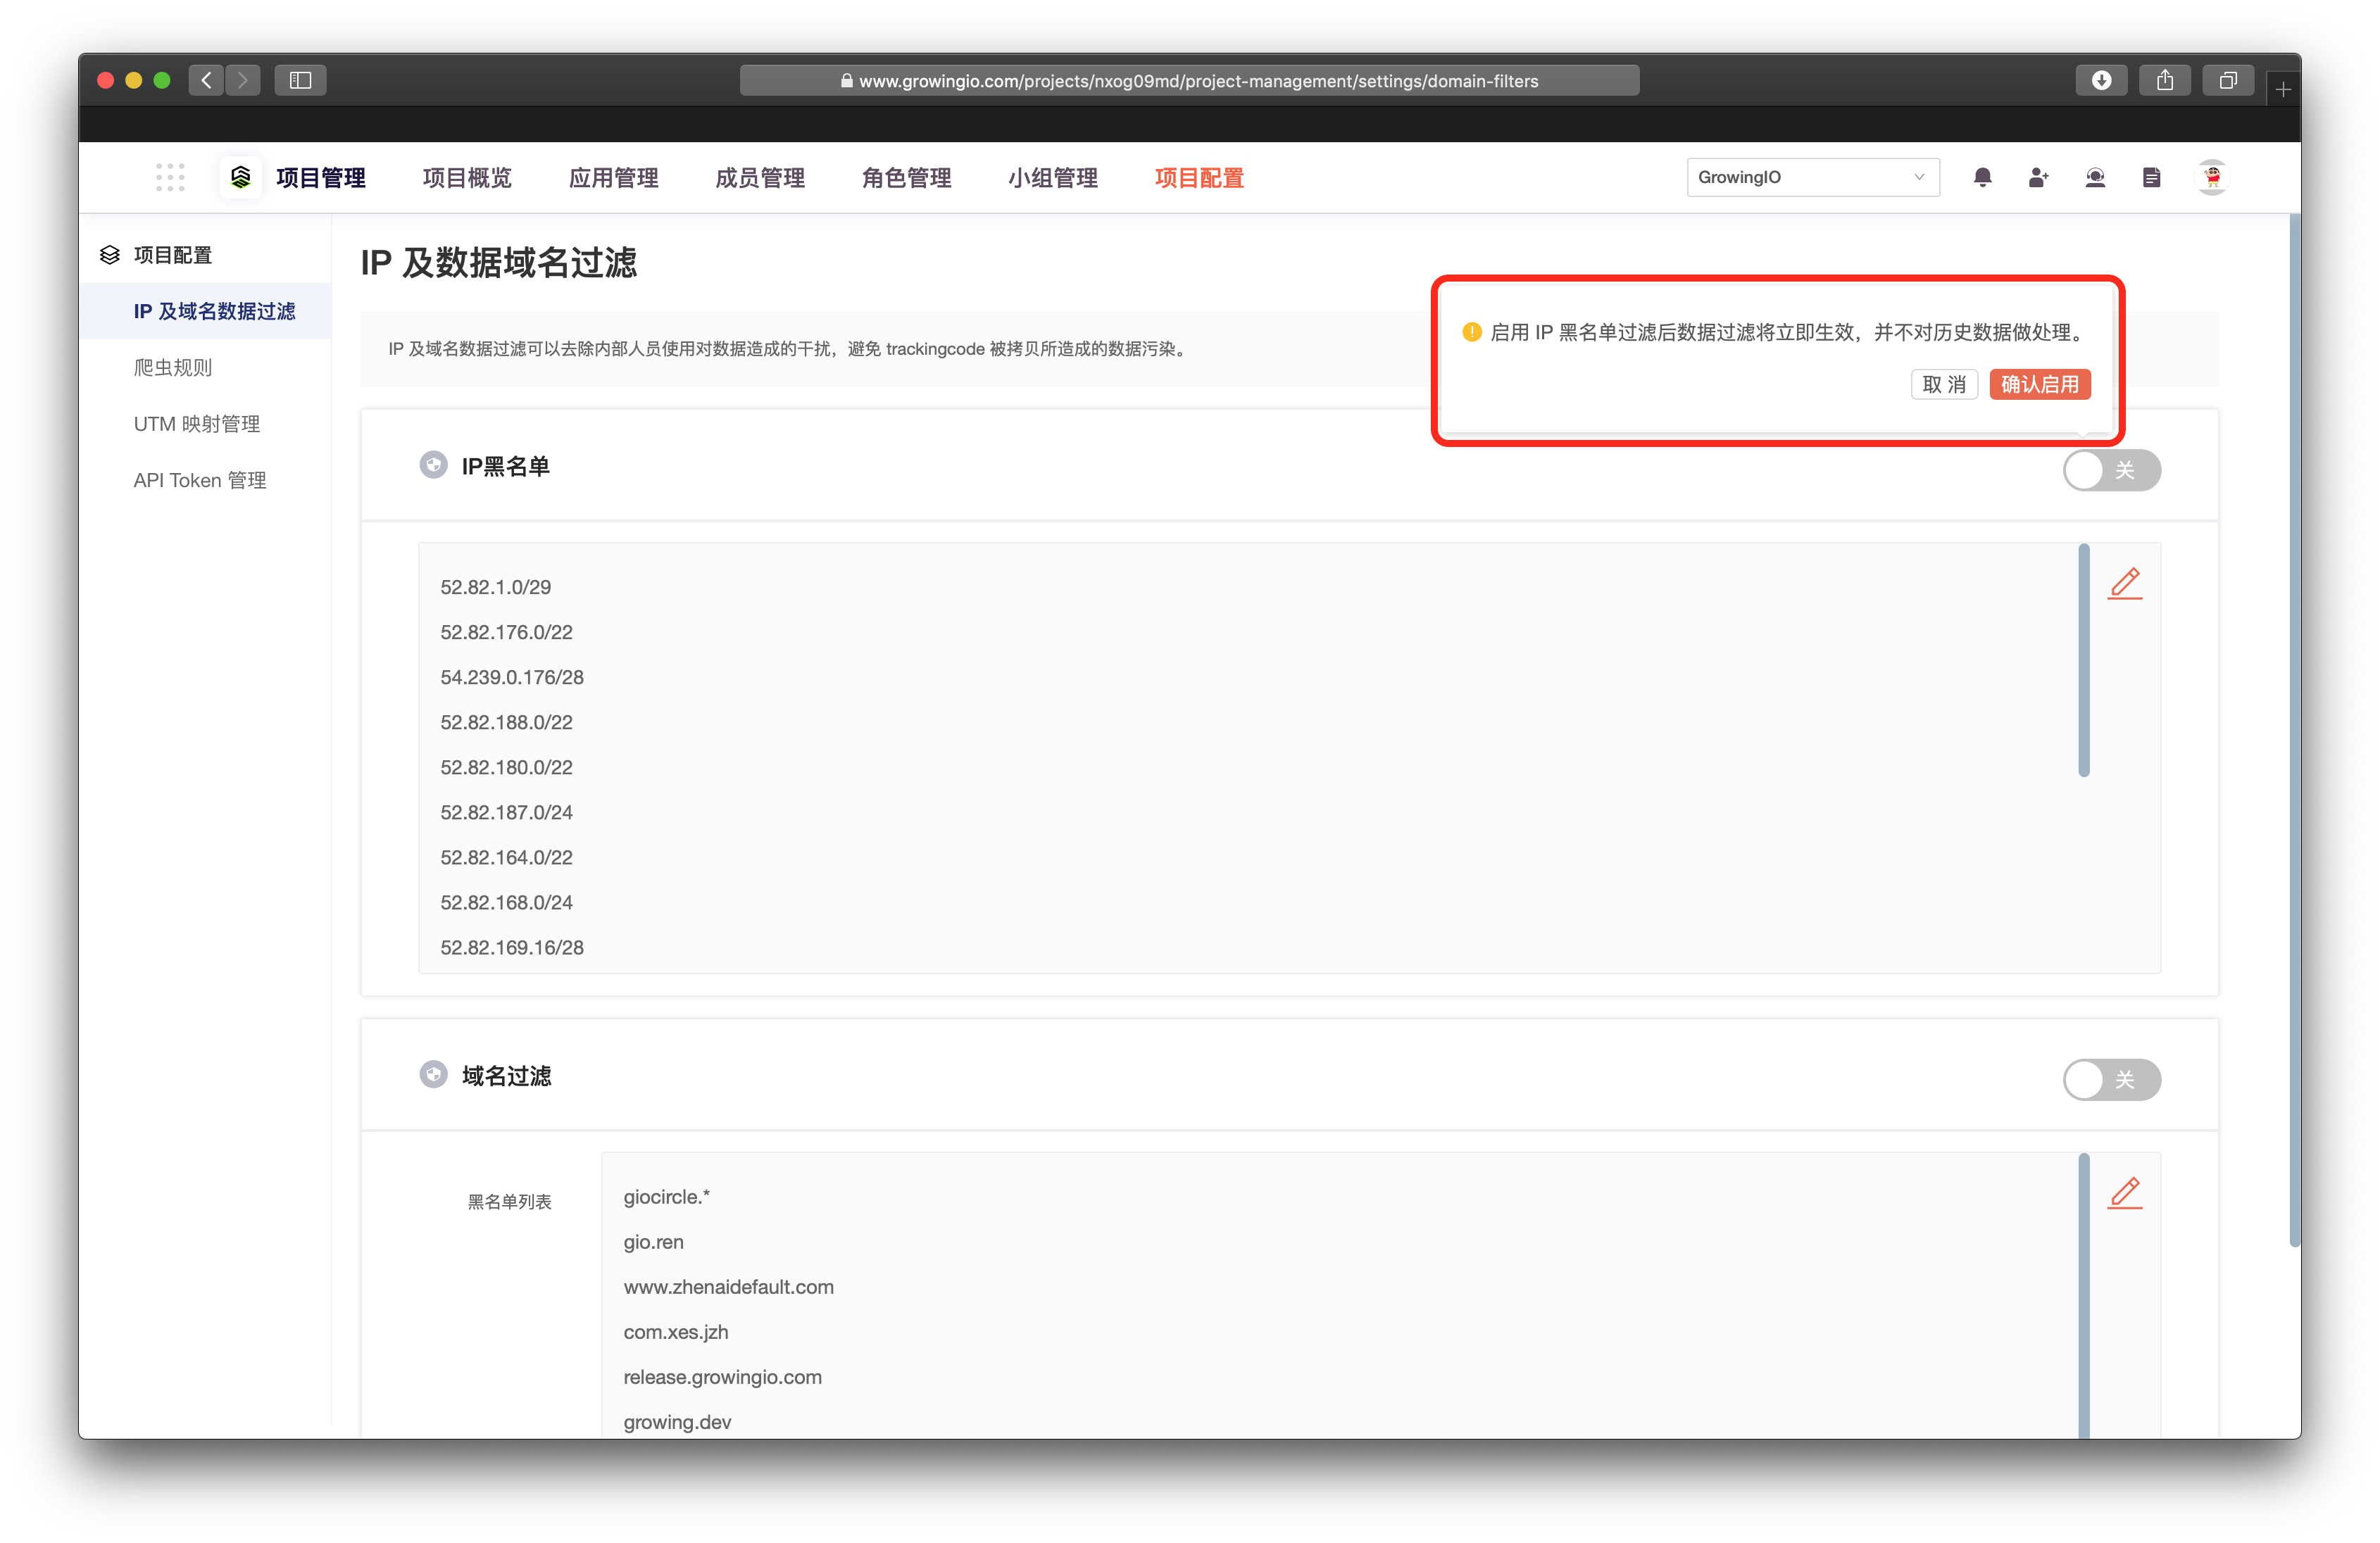 www.growingio.com/projects/nxog09md/project-management/settings/domain-filters
项目管理 项目概览 应用管理 成员管理 角色管理 小组管理 项目配置 GrowingIO
项目配置
IP 及域名数据过滤
爬虫规则
UTM 映射管理
API Token 管理
IP 及数据域名过滤
IP 及域名数据过滤可以去除内部人员使用对数据造成的干扰，避免 trackingcode 被拷贝所造成的数据污染。
启用 IP 黑名单过滤后数据过滤将立即生效，并不对历史数据做处理。
取 消 确认启用
IP黑名单
关
52.82.1.0/29
52.82.176.0/22
54.239.0.176/28
52.82.188.0/22
52.82.180.0/22
52.82.187.0/24
52.82.164.0/22
52.82.168.0/24
52.82.169.16/28
域名过滤
关
黑名单列表
giocircle.*
gio.ren
www.zhenaidefault.com
com.xes.jzh
release.growingio.com
growing.dev